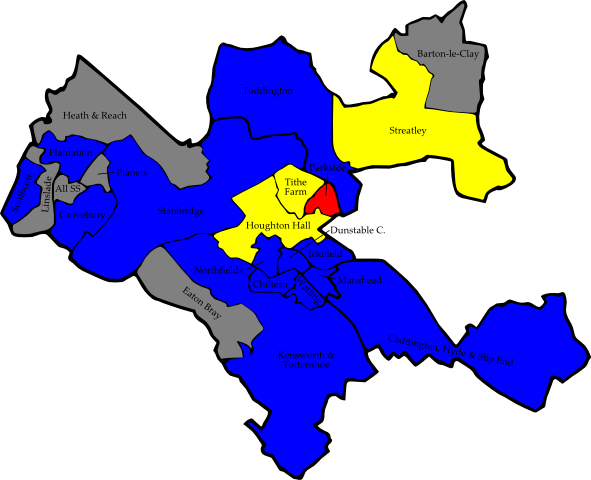 Barton-le-Clay
Toddington
Heath & Reach
Streatley
Plantation
Planets
Parkside
Southcott
Linslade
All SS
Tithe
Farm
Grovebury
Stanbridge
Houghton Hall
Dunstable C.
Icknield
Northfields
Manshead
Chiltern
Watling
Eaton Bray
Caddington, Hyde & Slip End
Kensworth &
Totternhoe